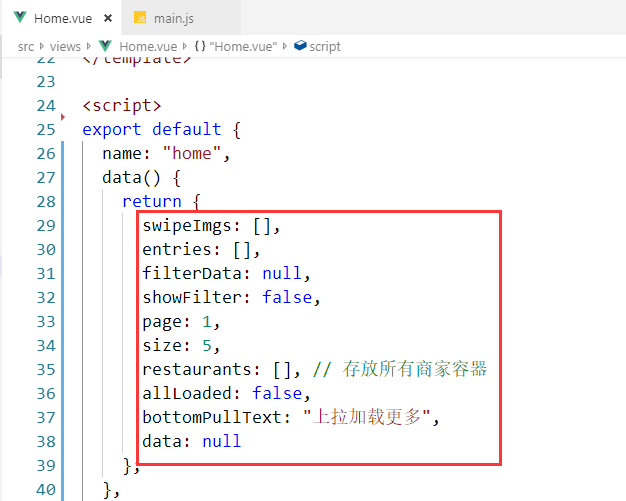 Home.vue × JS main.js
src > views > Home.vue > {} "Home.vue" > script
22 </template>
23
24 <script>
25 export default {
26 name: "home",
27 data() {
28 return {
29 swipeImgs: [],
30 entries: [],
31 filterData: null,
32 showFilter: false,
33 page: 1,
34 size: 5,
35 restaurants: [], // 存放所有商家容器
36 allLoaded: false,
37 bottomPullText: "上拉加载更多",
38 data: null
39 };
40 },